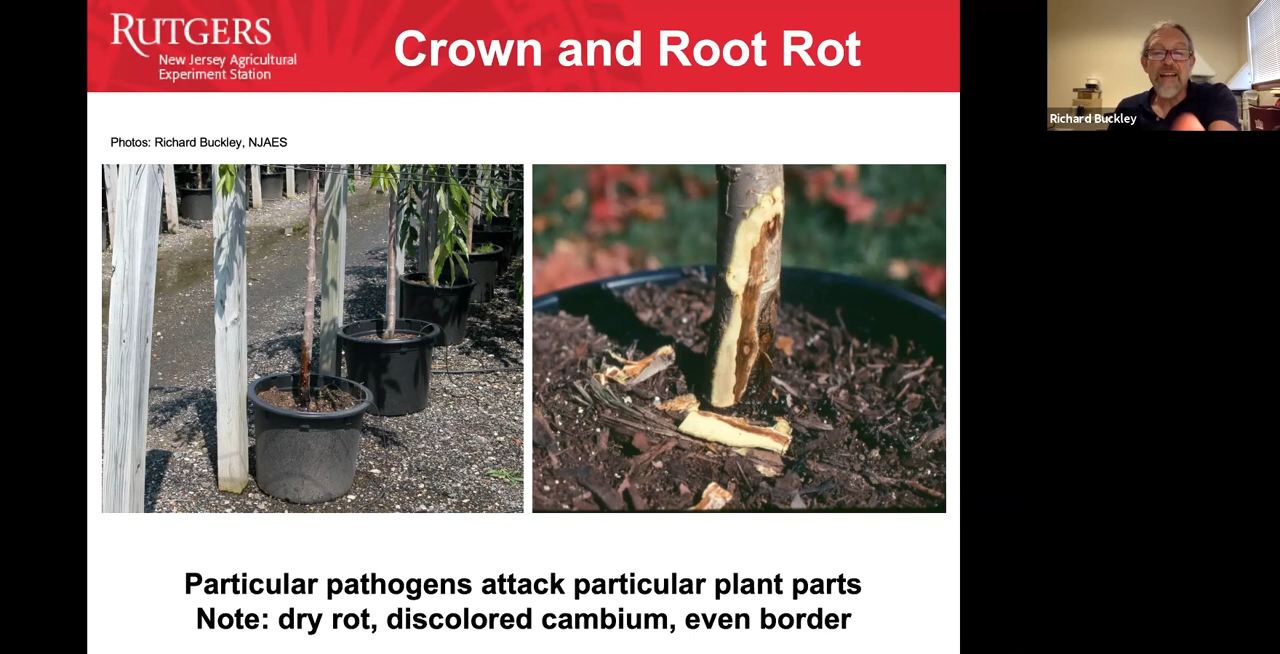 RUTGERS
New Jersey Agricultural
Experiment Station
Crown and Root Rot
Richard Buckley
Photos: Richard Buckley, NJAES
Particular pathogens attack particular plant parts
Note: dry rot, discolored cambium, even border